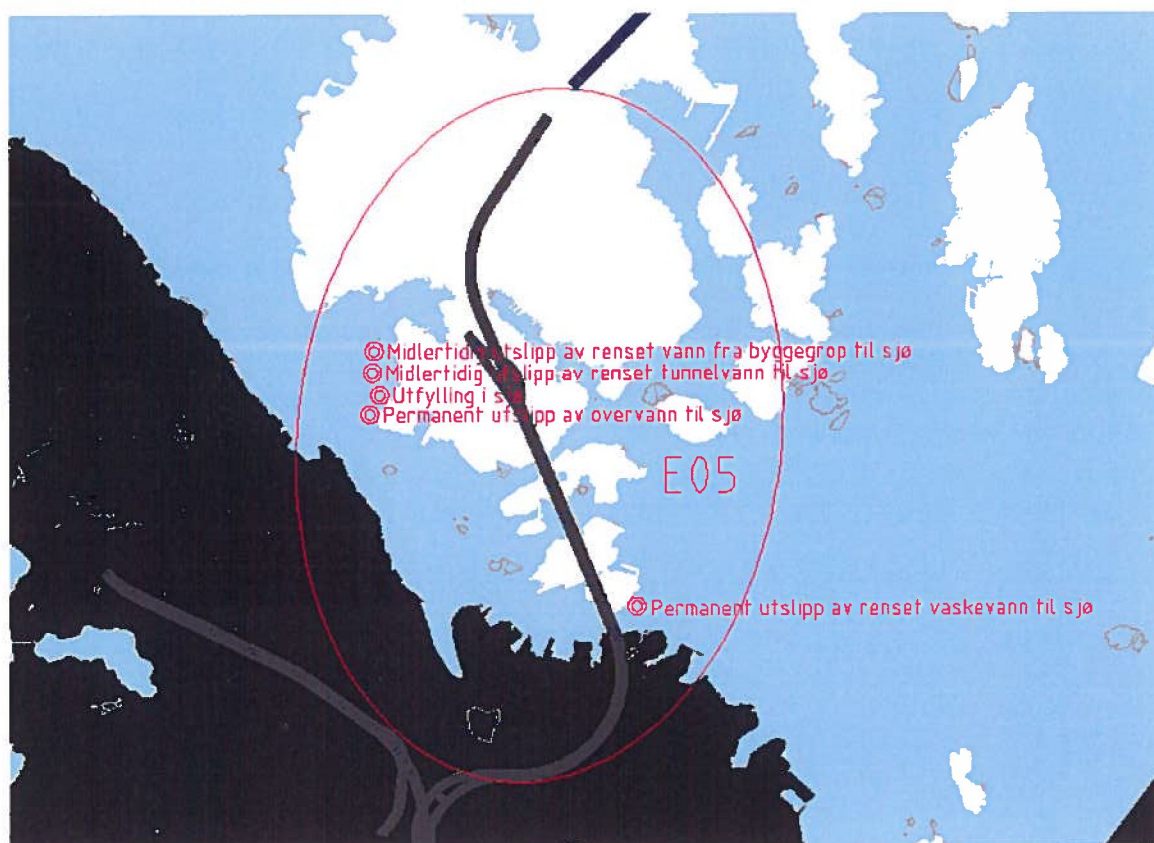 Midlertidig utslipp av renset vann fra byggegrop til sjø
Midlertidig utslipp av renset tunnelvann til sjø
Utfylling i sjø
Permanent utslipp av overvann til sjø
E05
Permanent utslipp av renset vaskevann til sjø